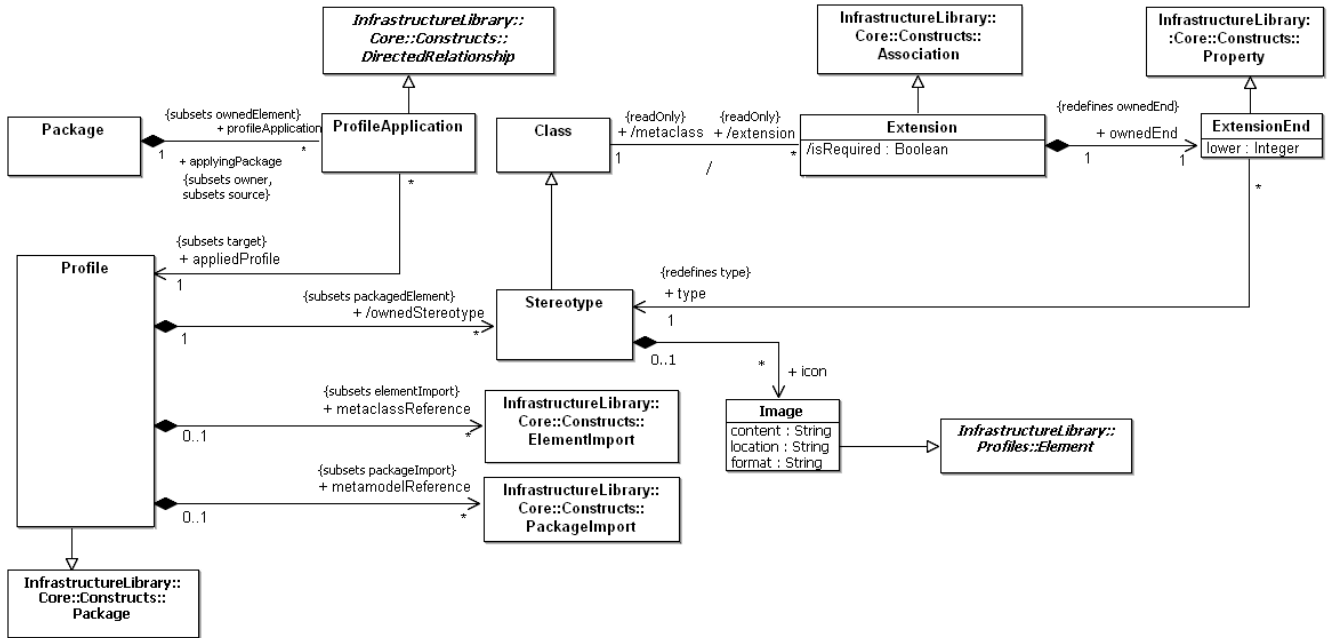 InfrastructureLibrary::
Core::Constructs::
DirectedRelationship
InfrastructureLibrary::
Core::Constructs::
Association
InfrastructureLibrary:
:Core::Constructs::
Property
Package
{subsets ownedElement}
+ profileApplication
1
*
+ applyingPackage
{subsets owner,
subsets source}
ProfileApplication
*
Class
{readOnly}
+ /metaclass
1
{readOnly}
+ /extension
*
/
Extension
/isRequired : Boolean
{redefines ownedEnd}
+ ownedEnd
1
1
ExtensionEnd
lower : Integer
*
{subsets target}
+ appliedProfile
1
Profile
{subsets packagedElement}
+ /ownedStereotype
1
*
Stereotype
{redefines type}
+ type
1
0..1
*
+ icon
{subsets elementImport}
+ metaclassReference
0..1
*
InfrastructureLibrary::
Core::Constructs::
ElementImport
Image
content : String
location : String
format : String
InfrastructureLibrary::
Profiles::Element
{subsets packageImport}
+ metamodelReference
0..1
*
InfrastructureLibrary::
Core::Constructs::
PackageImport
InfrastructureLibrary::
Core::Constructs::
Package